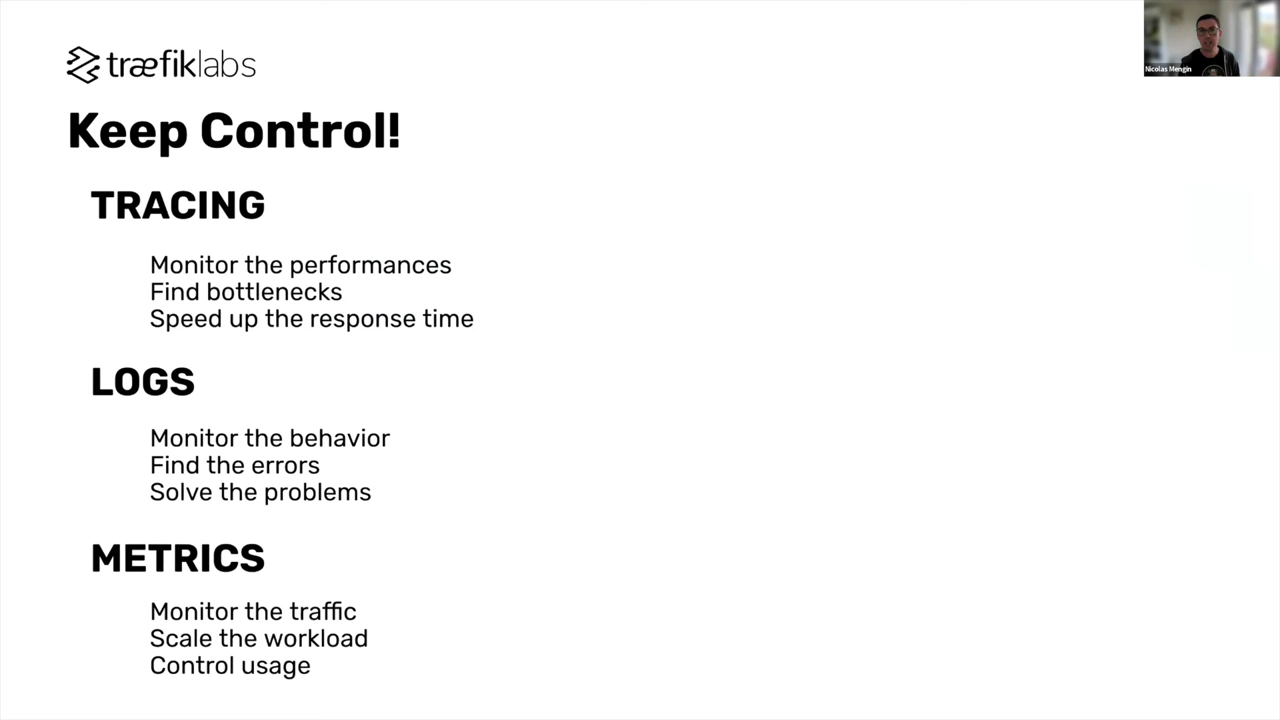 træfiklabs
Nicolas Mengin
Keep Control!
TRACING
Monitor the performances
Find bottlenecks
Speed up the response time
LOGS
Monitor the behavior
Find the errors
Solve the problems
METRICS
Monitor the traffic
Scale the workload
Control usage